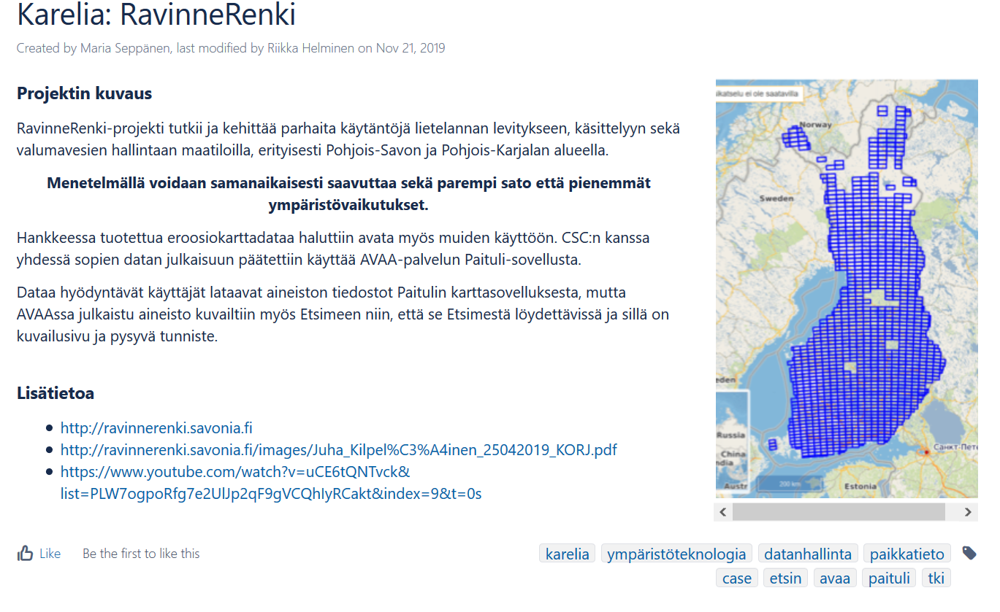 Karelia: RavinneRenki
Created by Maria Seppänen, last modified by Riikka Helminen on Nov 21, 2019
Projektin kuvaus
RavinneRenki-projekti tutkii ja kehittää parhaita käytäntöjä lietelannan levitykseen, käsittelyyn sekä
valumavesien hallintaan maatiloilla, erityisesti Pohjois-Savon ja Pohjois-Karjalan alueella.
Menetelmällä voidaan samanaikaisesti saavuttaa sekä parempi sato että pienemmät
ympäristövaikutukset.
Hankkeessa tuotettua eroosiokarttadataa haluttiin avata myös muiden käyttöön. CSC:n kanssa
yhdessä sopien datan julkaisuun päätettiin käyttää AVAA-palvelun Paituli-sovellusta.
Dataa hyödyntävät käyttäjät lataavat aineiston tiedostot Paitulin karttasovelluksesta, mutta
AVAAssa julkaistu aineisto kuvailtiin myös Etsimeen niin, että se Etsimestä löydettävissä ja sillä on
kuvailusivu ja pysyvä tunniste.
Lisätietoa
http://ravinnerenki.savonia.fi
http://ravinnerenki.savonia.fi/images/Juha_Kilpel%C3%A4inen_25042019_KORJ.pdf
https://www.youtube.com/watch?v=uCE6tQNTvck&
list=PLW7ogpoRfg7e2UlJp2qF9gVCQhIyRCakt&index=9&t=0s
ikatselu ei ole saatavilla
Norway
Sweden
eden
Russia
China
ndia
Austr
200 km
Estonia
Санкт-Пете
Like
Be the first to like this
karelia ympäristöteknologia datanhallinta paikkatieto
case etsin avaa paituli tki